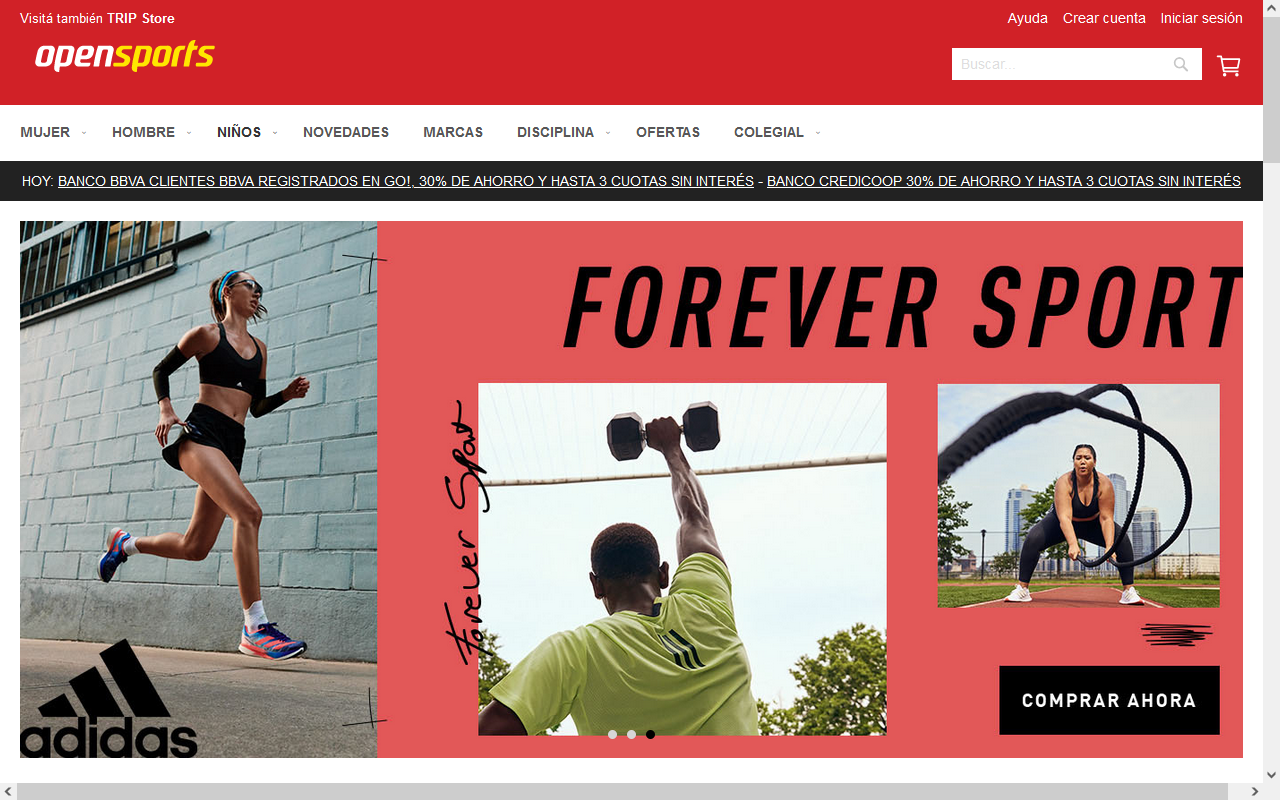 Visitá también TRIP Store
Ayuda Crear cuenta Iniciar sesión
opensports
Buscar...
MUJER HOMBRE NIÑOS NOVEDADES MARCAS DISCIPLINA OFERTAS COLEGIAL
HOY: BANCO BBVA CLIENTES BBVA REGISTRADOS EN GO!, 30% DE AHORRO Y HASTA 3 CUOTAS SIN INTERÉS - BANCO CREDICOOP 30% DE AHORRO Y HASTA 3 CUOTAS SIN INTERÉS
FOREVER SPORT
Forever Sport
adidas
COMPRAR AHORA